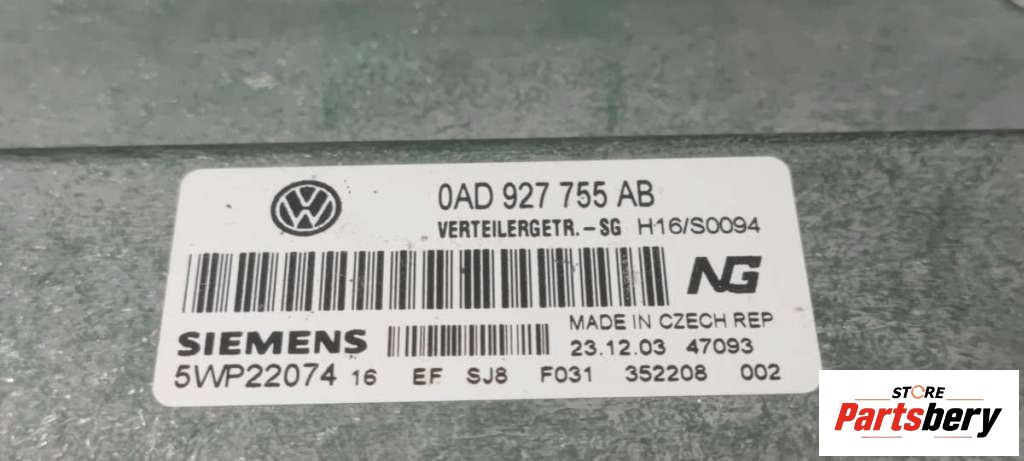 0AD 927 755 AB
VERTEILERGETR.-SG H16/S0094
NG
MADE IN CZECH REP
SIEMENS
23.12.03 47093
5WP22074 16 EF SJ8 F031 352208 002
STORE
Partsbery